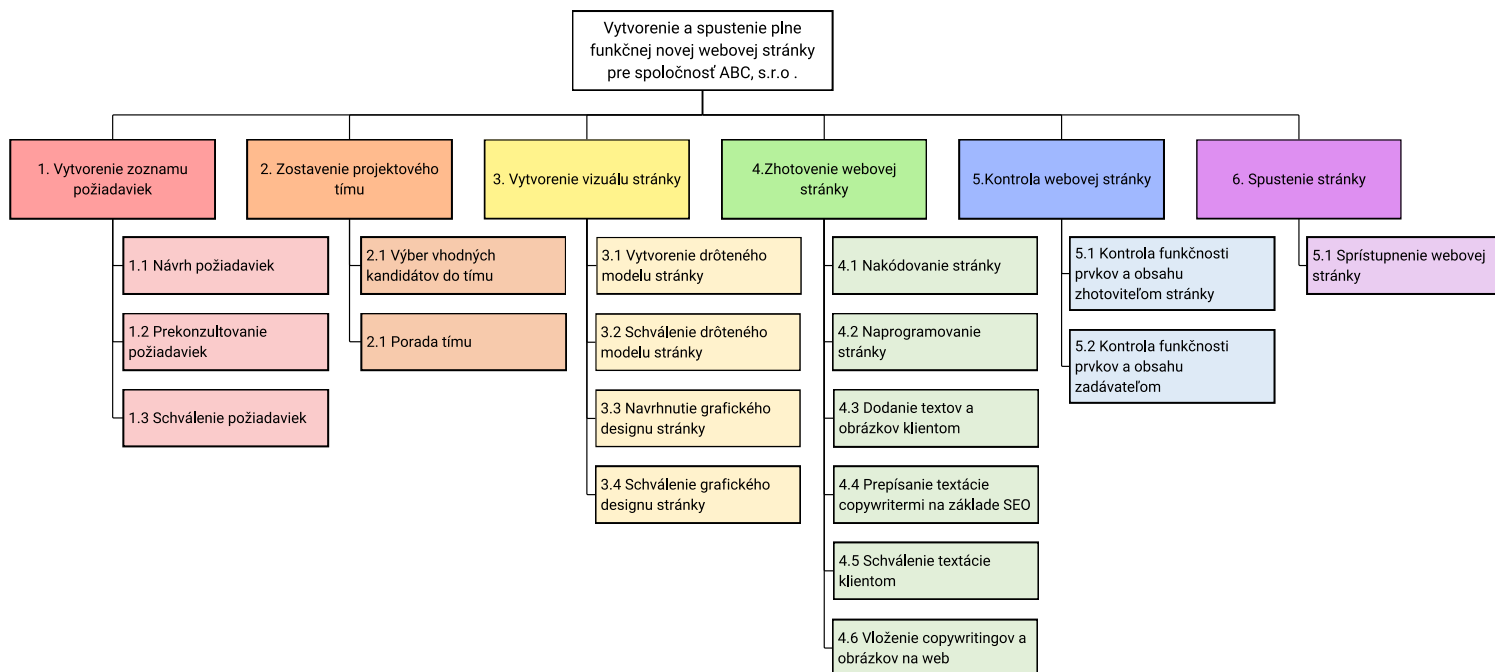 Vytvorenie a spustenie plne
funkčnej novej webovej stránky
pre spoločnosť ABC, s.r.o .
1. Vytvorenie zoznamu
požiadaviek
2. Zostavenie projektového
tímu
3. Vytvorenie vizuálu stránky
4.Zhotovenie webovej
stránky
5.Kontrola webovej stránky
6. Spustenie stránky
1.1 Návrh požiadaviek
1.2 Prekonzultovanie
požiadaviek
1.3 Schválenie požiadaviek
2.1 Výber vhodných
kandidátov do tímu
2.1 Porada tímu
3.1 Vytvorenie drôteného
modelu stránky
3.2 Schválenie drôteného
modelu stránky
3.3 Navrhnutie grafického
designu stránky
3.4 Schválenie grafického
designu stránky
4.1 Nakódovanie stránky
4.2 Naprogramovanie
stránky
4.3 Dodanie textov a
obrázkov klientom
4.4 Prepísanie textácie
copywritermi na základe SEO
4.5 Schválenie textácie
klientom
4.6 Vloženie copywritingov a
obrázkov na web
5.1 Kontrola funkčnosti
prvkov a obsahu
zhotoviteľom stránky
5.2 Kontrola funkčnosti
prvkov a obsahu
zadávateľom
5.1 Sprístupnenie webovej
stránky